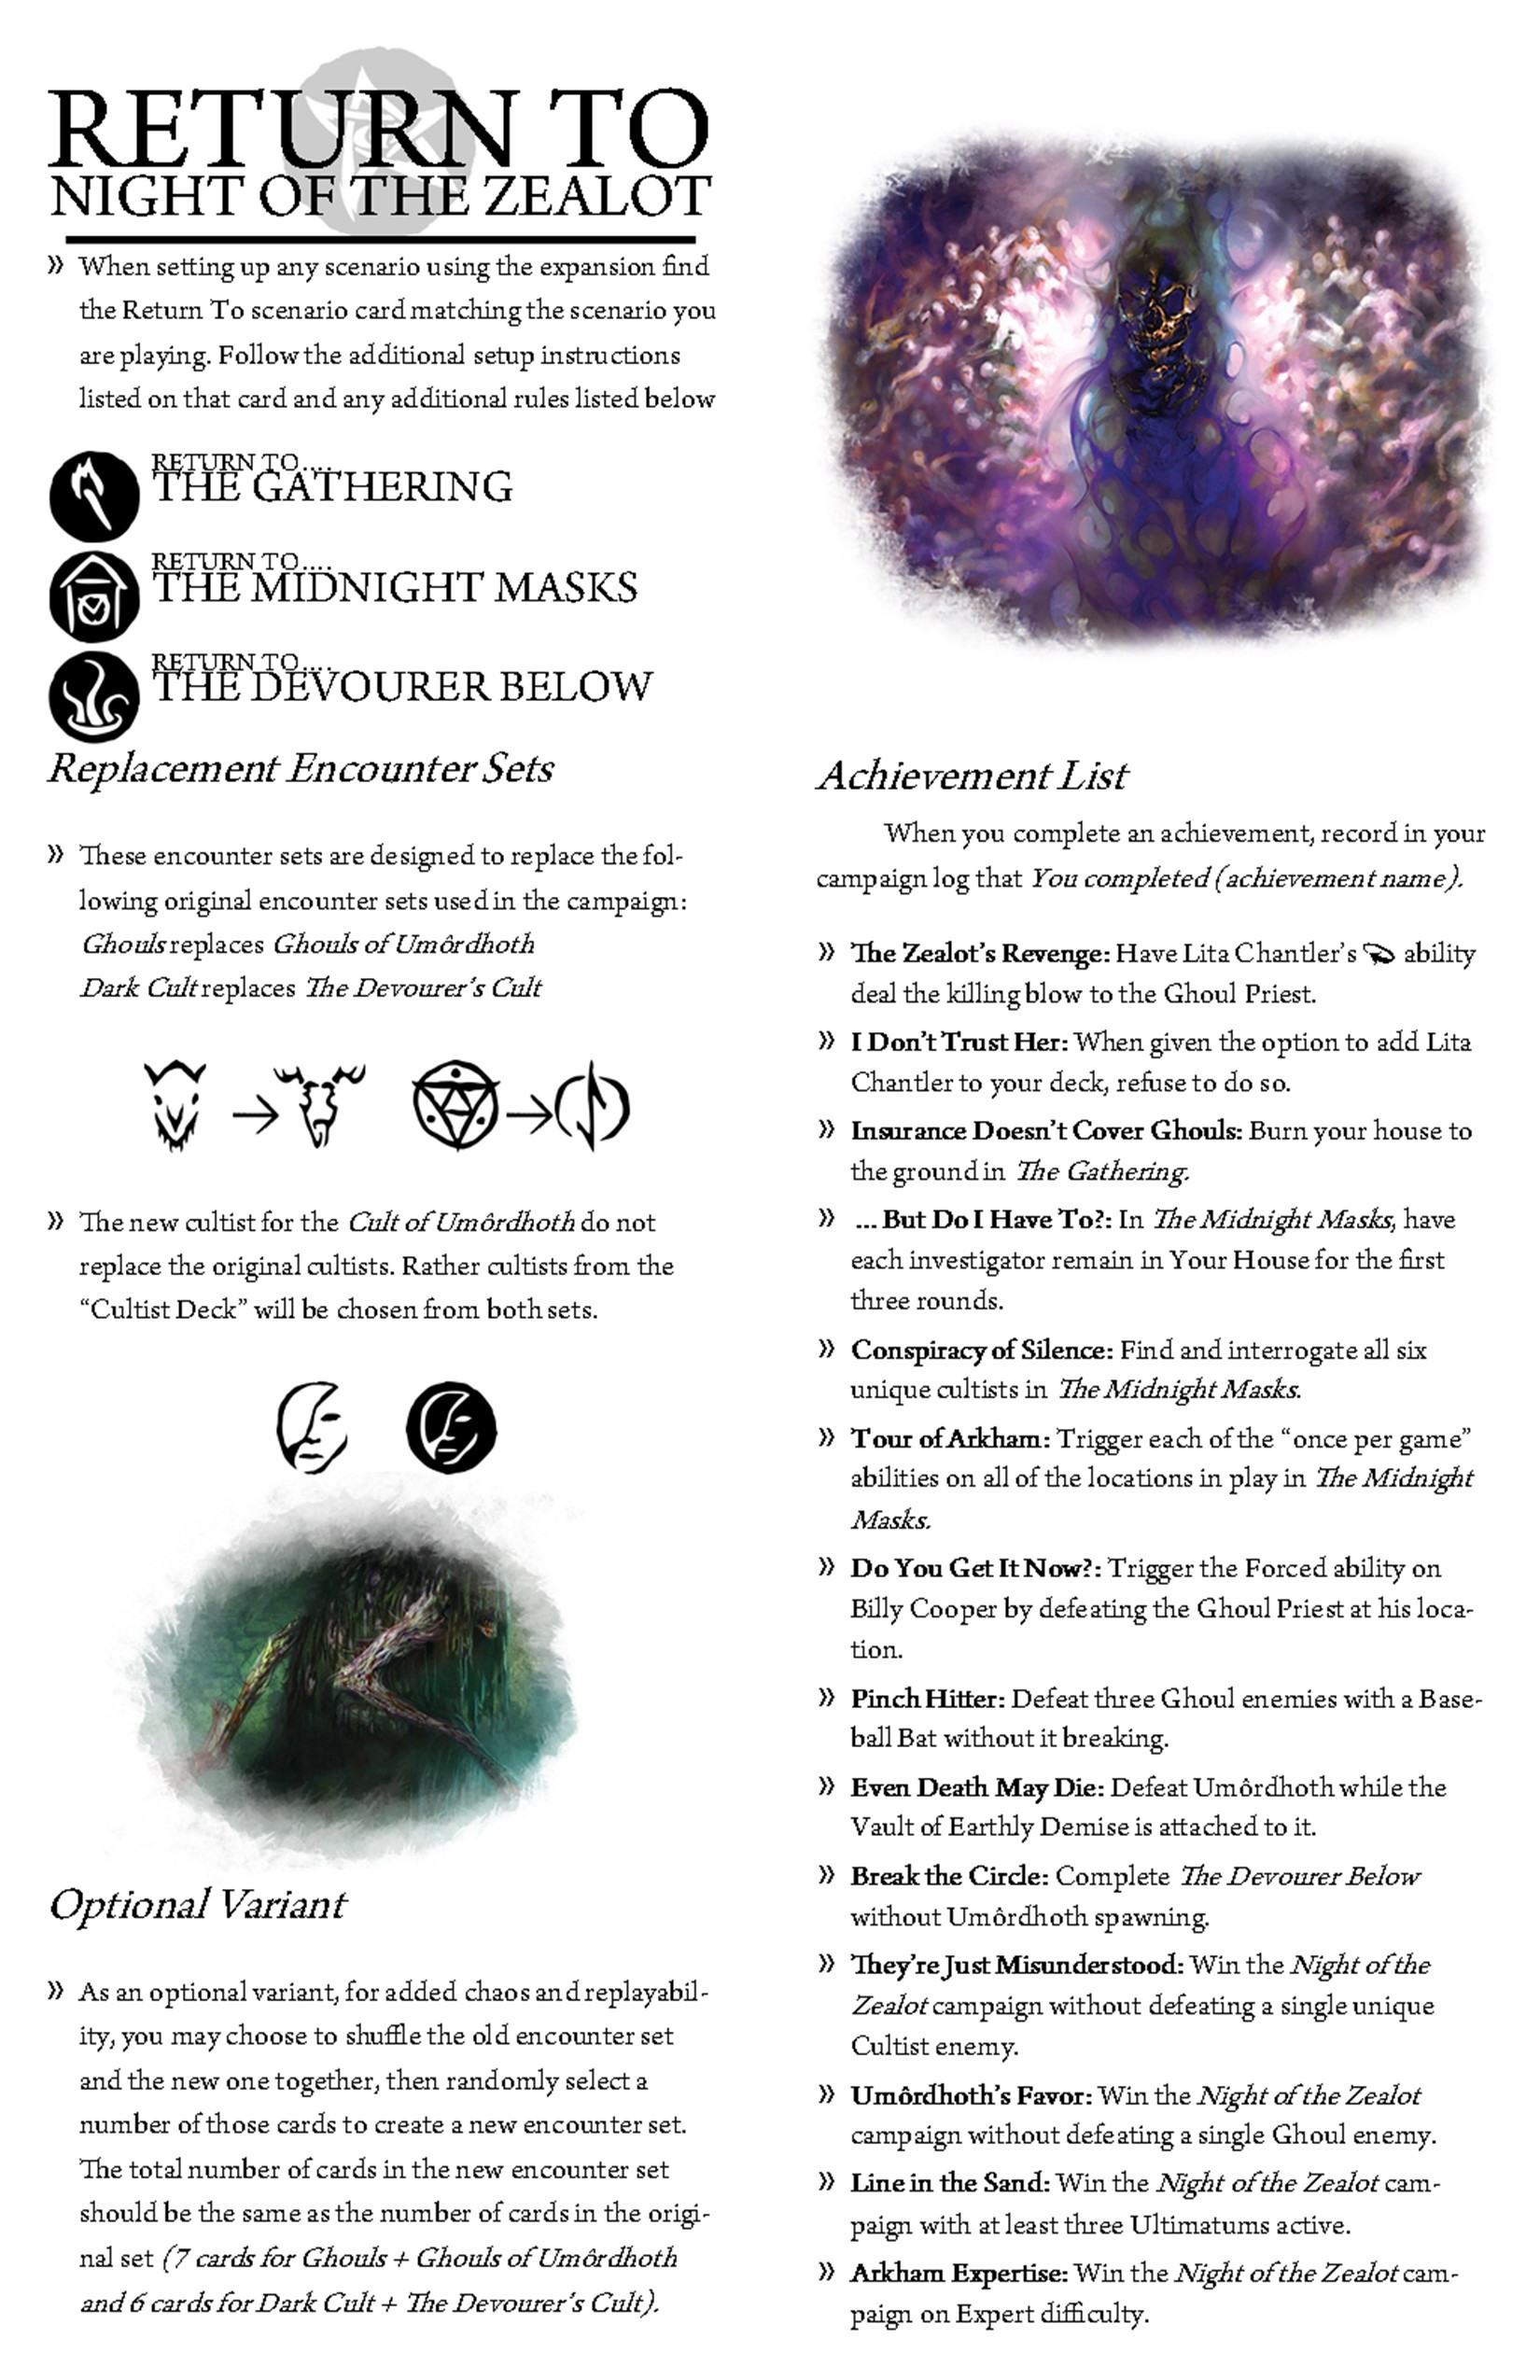 RETURN TO
NIGHT OF THE ZEALOT
» When setting up any scenario using the expansion find
the Return To scenario card matching the scenario you
are playing. Follow the additional setup instructions
listed on that card and any additional rules listed below
RETURN TO....
THE GATHERING
RETURN TO....
THE MIDNIGHT MASKS
RETURN TO....
THE DEVOURER BELOW
Replacement Encounter Sets
» These encounter sets are designed to replace the fol-
lowing original encounter sets used in the campaign:
Ghouls replaces Ghouls of Umôrdhoth
Dark Cult replaces The Devourer's Cult
» The new cultist for the Cult of Umôrdhoth do not
replace the original cultists. Rather cultists from the
“Cultist Deck” will be chosen from both sets.
Optional Variant
» As an optional variant, for added chaos and replayabil-
ity, you may choose to shuffle the old encounter set
and the new one together, then randomly select a
number of those cards to create a new encounter set.
The total number of cards in the new encounter set
should be the same as the number of cards in the origi-
nal set (7 cards for Ghouls + Ghouls of Umôrdhoth
and 6 cards for Dark Cult + The Devourer's Cult).
Achievement List
When you complete an achievement, record in your
campaign log that You completed (achievement name).
» The Zealot's Revenge: Have Lita Chantler's ability
deal the killing blow to the Ghoul Priest.
» I Don't Trust Her: When given the option to add Lita
Chantler to your deck, refuse to do so.
» Insurance Doesn't Cover Ghouls: Burn your house to
the ground in The Gathering.
» ... But Do I Have To?: In The Midnight Masks, have
each investigator remain in Your House for the first
three rounds.
» Conspiracy of Silence: Find and interrogate all six
unique cultists in The Midnight Masks.
» Tour of Arkham: Trigger each of the “once per game”
abilities on all of the locations in play in The Midnight
Masks.
» Do You Get It Now?: Trigger the Forced ability on
Billy Cooper by defeating the Ghoul Priest at his loca-
tion.
» Pinch Hitter: Defeat three Ghoul enemies with a Base-
ball Bat without it breaking.
» Even Death May Die: Defeat Umôrdhoth while the
Vault of Earthly Demise is attached to it.
» Break the Circle: Complete The Devourer Below
without Umôrdhoth spawning.
» They're Just Misunderstood: Win the Night of the
Zealot campaign without defeating a single unique
Cultist enemy.
» Umôrdhoth's Favor: Win the Night of the Zealot
campaign without defeating a single Ghoul enemy.
» Line in the Sand: Win the Night of the Zealot cam-
paign with at least three Ultimatums active.
» Arkham Expertise: Win the Night of the Zealot cam-
paign on Expert difficulty.